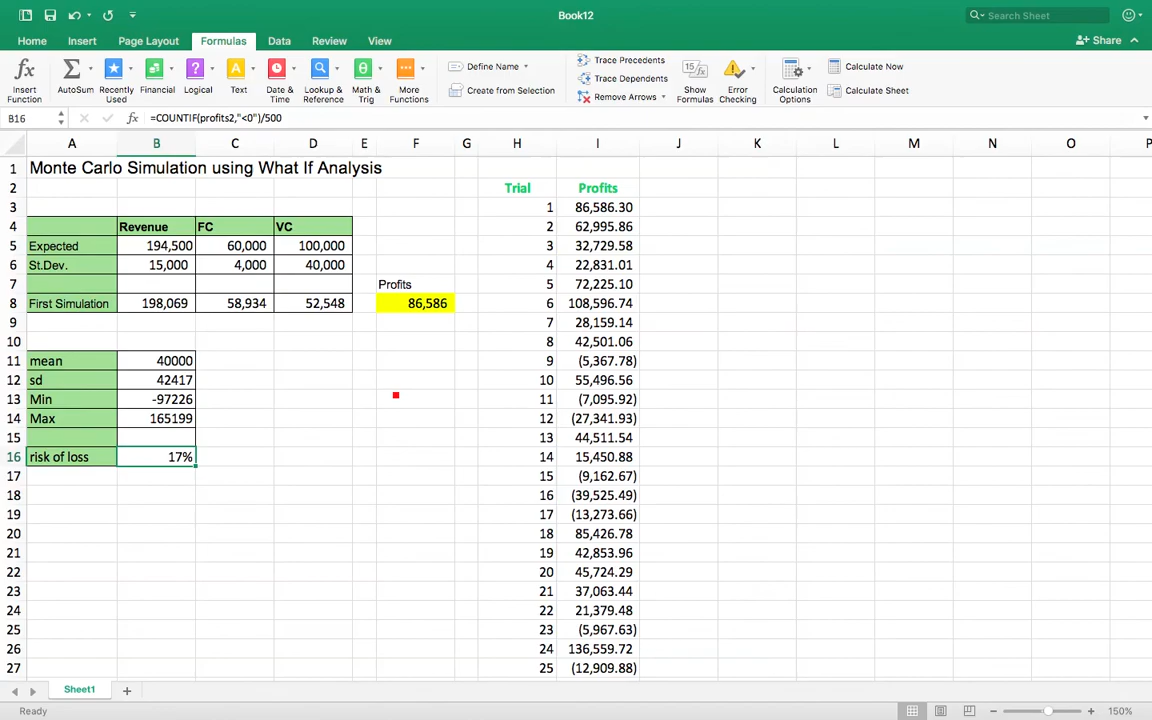 Book12
Search Sheet
Home Insert Page Layout Formulas Data Review View
Share
Insert Function
AutoSum
Recently Used
Financial
Logical
Text
Date & Time
Lookup & Reference
Math & Trig
More Functions
Define Name
Create from Selection
Trace Precedents
Trace Dependents
Remove Arrows
Show Formulas
Error Checking
Calculation Options
Calculate Now
Calculate Sheet
B16 fx =COUNTIF(profits2,"<0")/500
A B C D E F G H I J K L M N O P
1 Monte Carlo Simulation using What If Analysis
2 Trial Profits
3 1 86,586.30
4 Revenue FC VC 2 62,995.86
5 Expected 194,500 60,000 100,000 3 32,729.58
6 St.Dev. 15,000 4,000 40,000 4 22,831.01
7 Profits 5 72,225.10
8 First Simulation 198,069 58,934 52,548 86,586 6 108,596.74
9 7 28,159.14
10 8 42,501.06
11 mean 40000 9 (5,367.78)
12 sd 42417 10 55,496.56
13 Min -97226 11 (7,095.92)
14 Max 165199 12 (27,341.93)
15 13 44,511.54
16 risk of loss 17% 14 15,450.88
17 15 (9,162.67)
18 16 (39,525.49)
19 17 (13,273.66)
20 18 85,426.78
21 19 42,853.96
22 20 45,724.29
23 21 37,063.44
24 22 21,379.48
25 23 (5,967.63)
26 24 136,559.72
27 25 (12,909.88)
Sheet1
Ready
150%